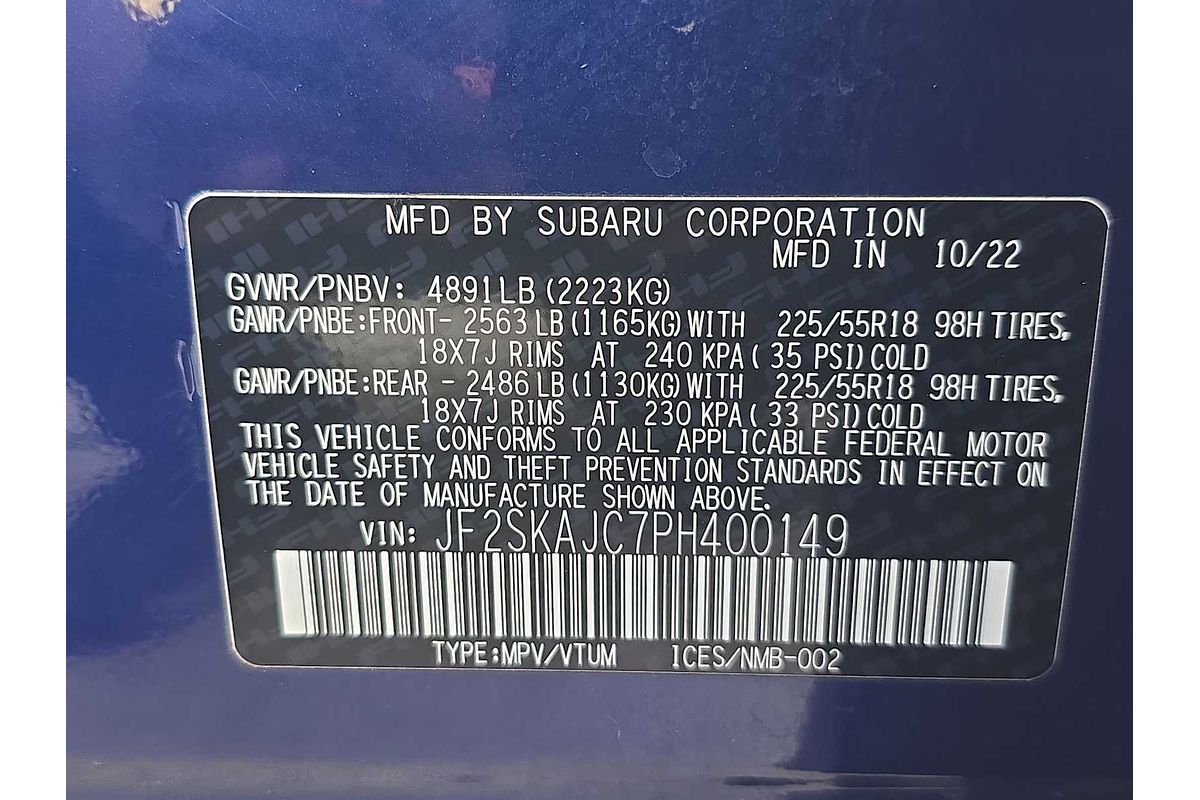 MFD BY SUBARU CORPORATION
MFD IN 10/22
GVWR/PNBV: 4891LB (2223KG)
GAWR/PNBE:FRONT- 2563 LB (1165KG) WITH 225/55R18 98H TIRES,
18X7J RIMS AT 240 KPA ( 35 PSI) COLD
GAWR/PNBE:REAR - 2486 LB (1130KG) WITH 225/55R18 98H TIRES,
18X7J RIMS AT 230 KPA ( 33 PSI) COLD
THIS VEHICLE CONFORMS TO ALL APPLICABLE FEDERAL MOTOR
VEHICLE SAFETY AND THEFT PREVENTION STANDARDS IN EFFECT ON
THE DATE OF MANUFACTURE SHOWN ABOVE.
VIN: JF2SKAJC7PH400149
TYPE:MPV/VTUM ICES/NMB-002